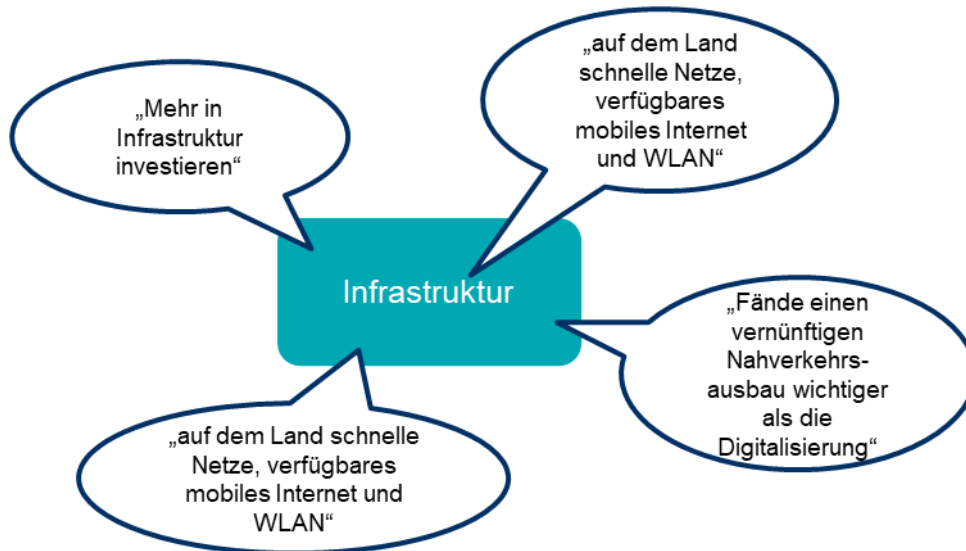 „Mehr in
Infrastruktur
investieren“
„auf dem Land
schnelle Netze,
verfügbares
mobiles Internet
und WLAN“
Infrastruktur
„Fände einen
vernünftigen
Nahverkehrs-
ausbau wichtiger
als die
Digitalisierung“
„auf dem Land schnelle
Netze, verfügbares
mobiles Internet und
WLAN“